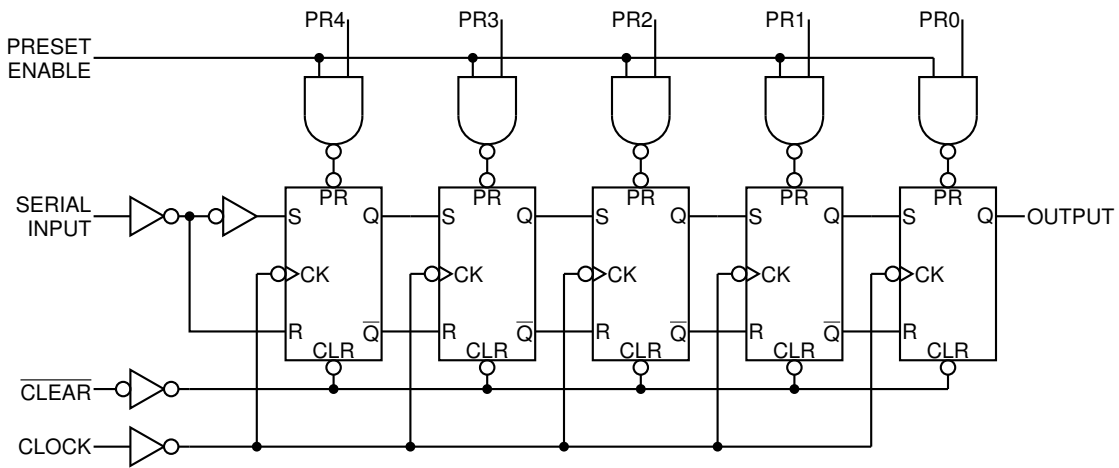 PR4 PR3 PR2 PR1 PR0
PRESET
ENABLE
PR PR PR PR PR
SERIAL
INPUT
S Q S Q S Q S Q S Q OUTPUT
CK CK CK CK CK
R Q̅ R Q̅ R Q̅ R Q̅ R
CLR CLR CLR CLR CLR
C̅L̅E̅A̅R̅
CLOCK